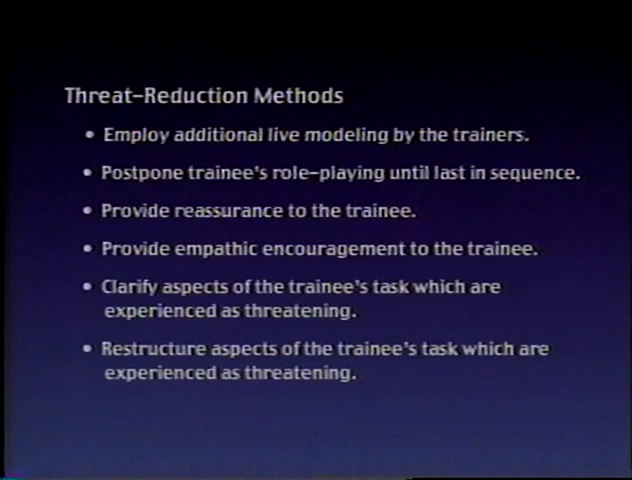 Threat-Reduction Methods
• Employ additional live modeling by the trainers.
• Postpone trainee's role-playing until last in sequence.
• Provide reassurance to the trainee.
• Provide empathic encouragement to the trainee.
• Clarify aspects of the trainee's task which are
experienced as threatening.
• Restructure aspects of the trainee's task which are
experienced as threatening.